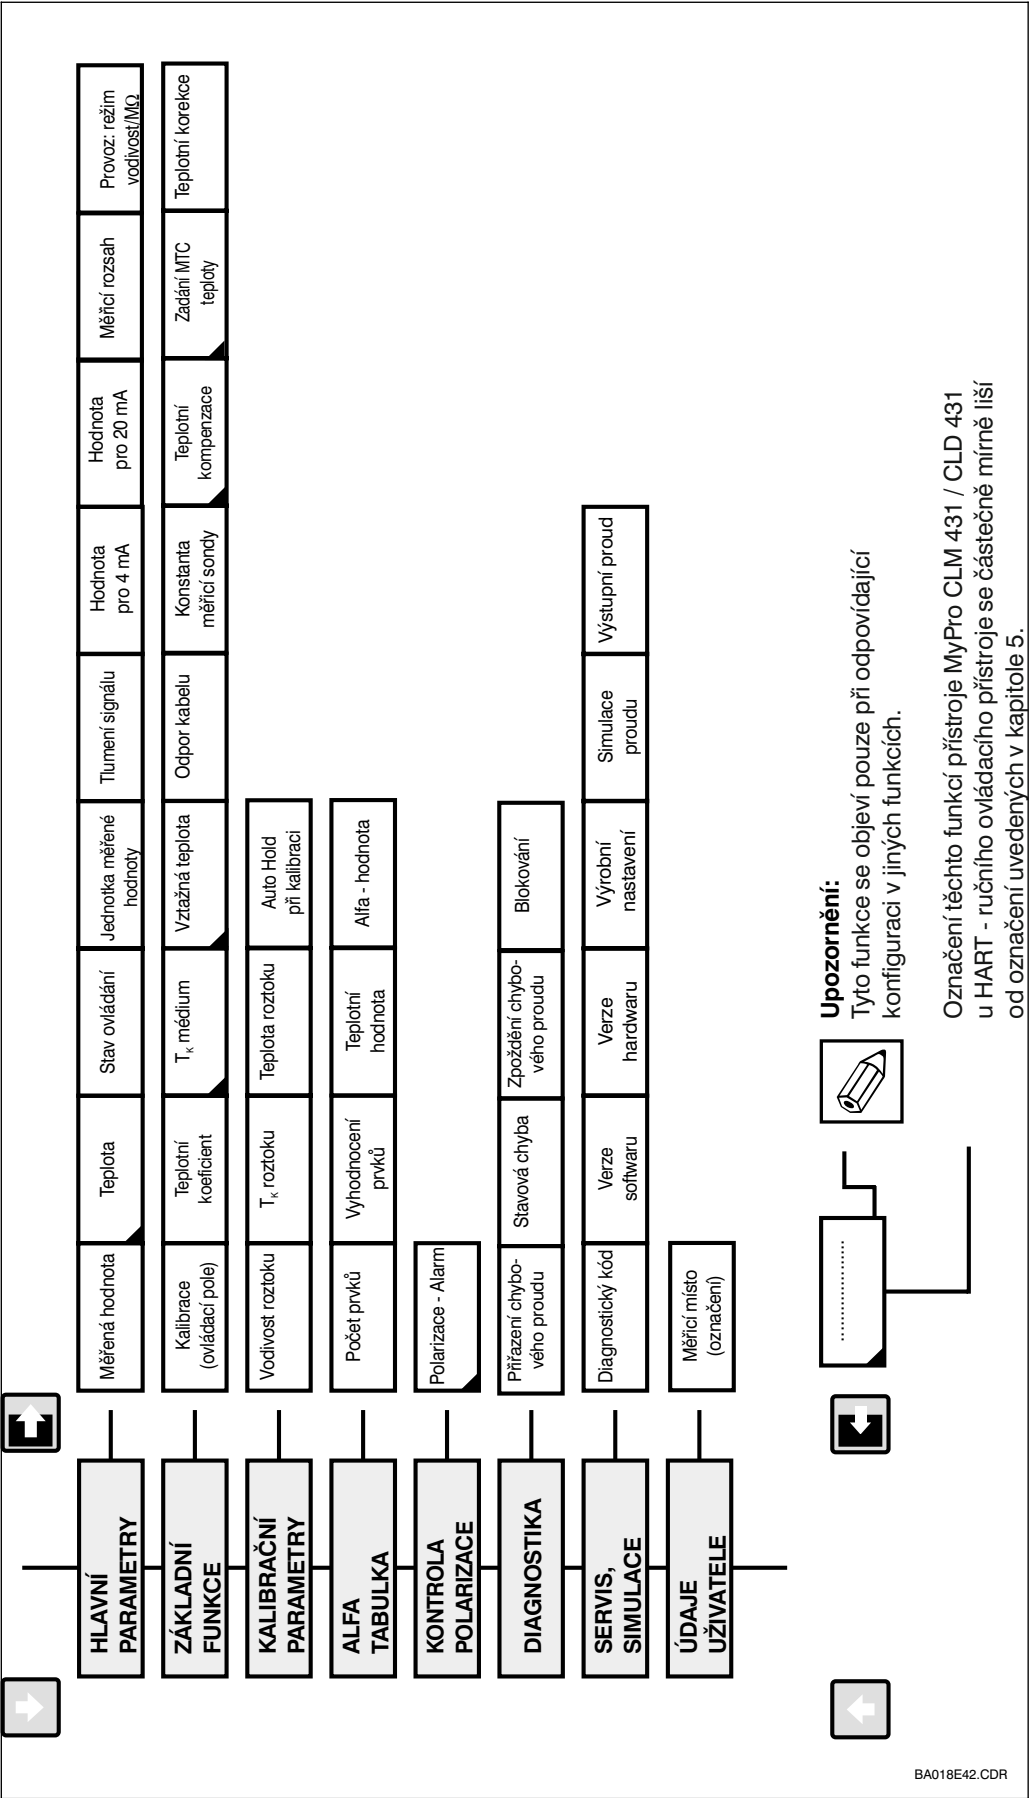 HLAVNÍ
PARAMETRY
Měřená hodnota
Teplota
Stav ovládání
Jednotka měřené
hodnoty
Tlumení signálu
Hodnota
pro 4 mA
Hodnota
pro 20 mA
Měřicí rozsah
Provoz: režim
vodivost/MΩ
ZÁKLADNÍ
FUNKCE
Kalibrace
(ovládací pole)
Teplotní
koeficient
Tκ médium
Vztažná teplota
Odpor kabelu
Konstanta
měřicí sondy
Teplotní
kompenzace
Zadání MTC
teploty
Teplotní korekce
KALIBRAČNÍ
PARAMETRY
Vodivost roztoku
Tκ roztoku
Teplota roztoku
Auto Hold
při kalibraci
ALFA
TABULKA
Počet prvků
Vyhodnocení
prvků
Teplotní
hodnota
Alfa - hodnota
KONTROLA
POLARIZACE
Polarizace - Alarm
DIAGNOSTIKA
Přiřazení chybo-
vého proudu
Stavová chyba
Zpoždění chybo-
vého proudu
Blokování
SERVIS,
SIMULACE
Diagnostický kód
Verze
softwaru
Verze
hardwaru
Výrobní
nastavení
Simulace
proudu
Výstupní proud
ÚDAJE
UŽIVATELE
Měřicí místo
(označení)
....................
Upozornění:
Tyto funkce se objeví pouze při odpovídající
konfiguraci v jiných funkcích.
Označení těchto funkcí přístroje MyPro CLM 431 / CLD 431
u HART - ručního ovládacího přístroje se částečně mírně liší
od označení uvedených v kapitole 5.
BA018E42.CDR